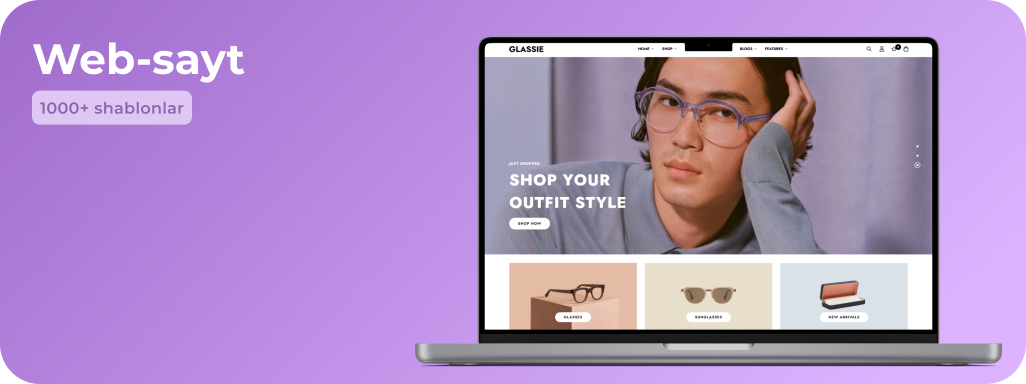 Web-sayt
1000+ shablonlar
GLASSIE
HOME SHOP BLOGS FEATURES
JUST DROPPED
SHOP YOUR
OUTFIT STYLE
SHOP NOW
GLASSES
SUNGLASSES
NEW ARRIVALS